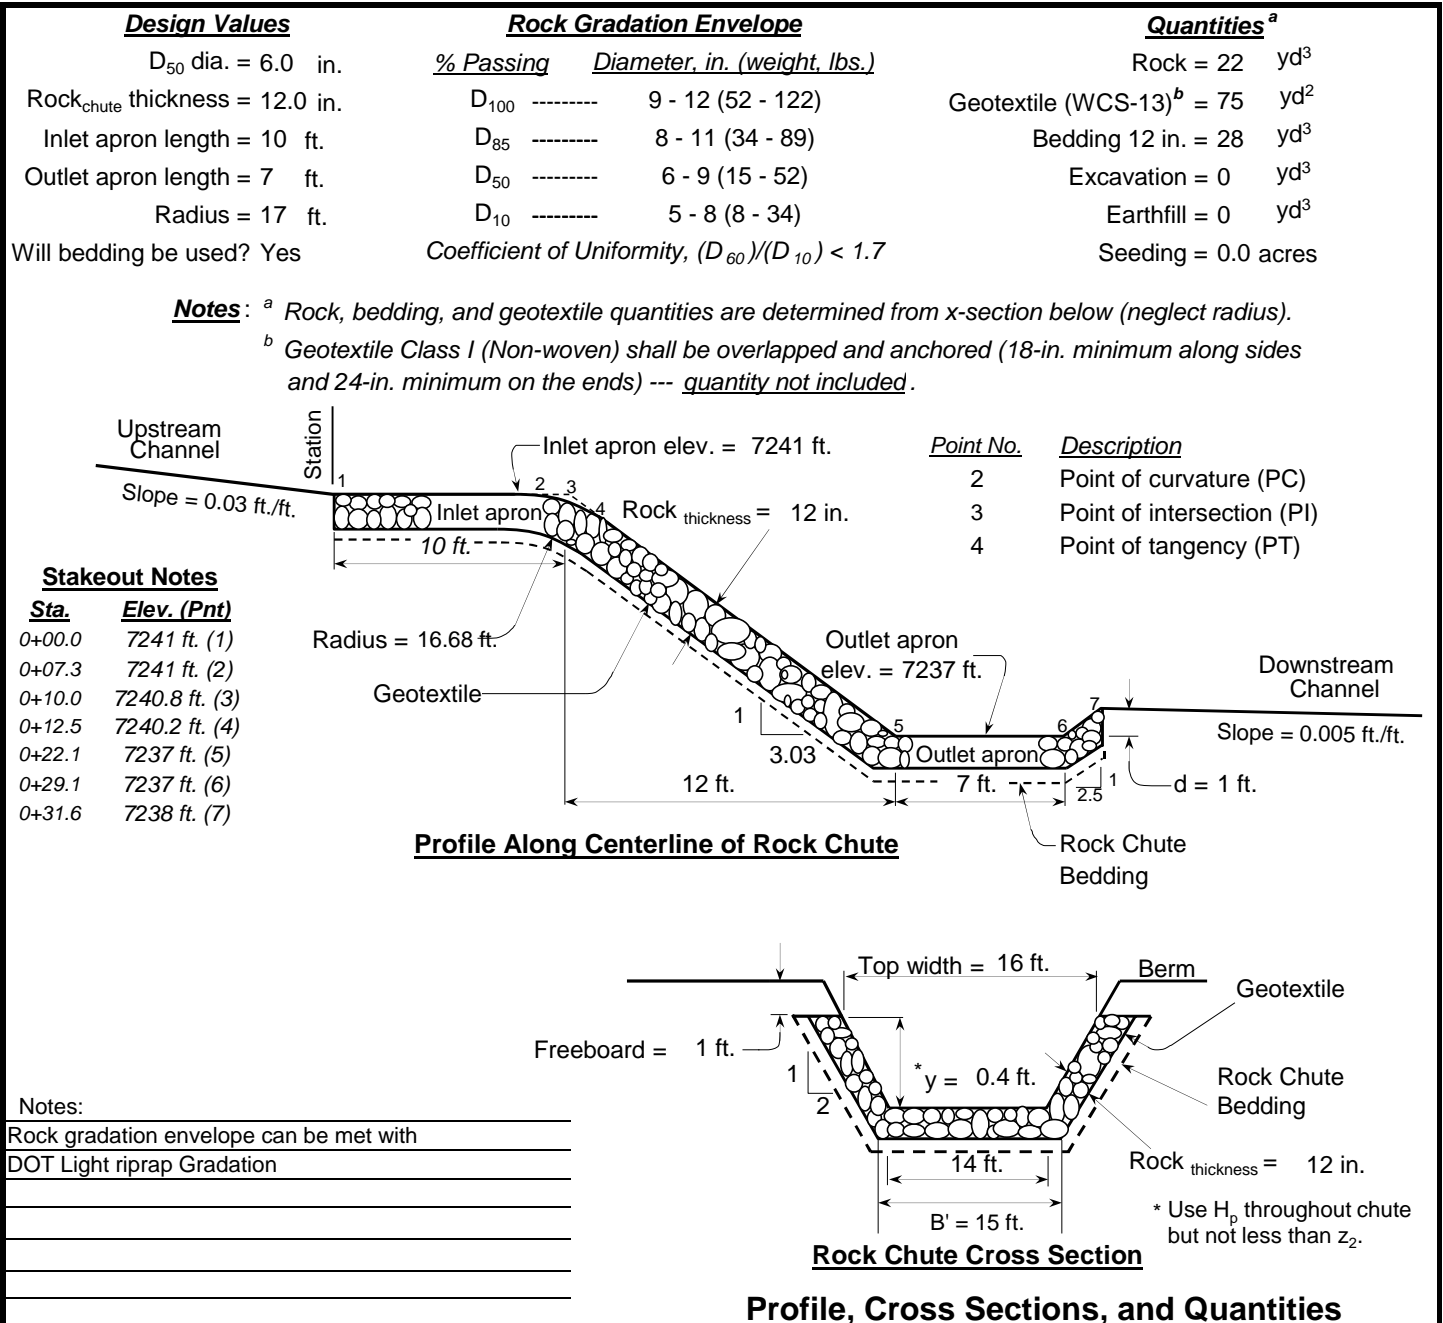 Design Values
D50 dia. = 6.0 in.
Rockchute thickness = 12.0 in.
Inlet apron length = 10 ft.
Outlet apron length = 7 ft.
Radius = 17 ft.
Will bedding be used? Yes
Rock Gradation Envelope
% Passing Diameter, in. (weight, lbs.)
D100 --------- 9 - 12 (52 - 122)
D85 --------- 8 - 11 (34 - 89)
D50 --------- 6 - 9 (15 - 52)
D10 --------- 5 - 8 (8 - 34)
Coefficient of Uniformity, (D60)/(D10) < 1.7
Quantities a
Rock = 22 yd3
Geotextile (WCS-13)b = 75 yd2
Bedding 12 in. = 28 yd3
Excavation = 0 yd3
Earthfill = 0 yd3
Seeding = 0.0 acres
Notes: a Rock, bedding, and geotextile quantities are determined from x-section below (neglect radius).
b Geotextile Class I (Non-woven) shall be overlapped and anchored (18-in. minimum along sides
and 24-in. minimum on the ends) --- quantity not included.
Upstream
Channel
Slope = 0.03 ft./ft.
Station
1
Inlet apron elev. = 7241 ft.
2
3
4
Inlet apron
10 ft.
Rock thickness = 12 in.
Point No. Description
2 Point of curvature (PC)
3 Point of intersection (PI)
4 Point of tangency (PT)
Stakeout Notes
Sta. Elev. (Pnt)
0+00.0 7241 ft. (1)
0+07.3 7241 ft. (2)
0+10.0 7240.8 ft. (3)
0+12.5 7240.2 ft. (4)
0+22.1 7237 ft. (5)
0+29.1 7237 ft. (6)
0+31.6 7238 ft. (7)
Radius = 16.68 ft.
Geotextile
1
3.03
12 ft.
Outlet apron
elev. = 7237 ft.
5
6
7
Outlet apron
7 ft.
2.5
1
Downstream
Channel
Slope = 0.005 ft./ft.
d = 1 ft.
Rock Chute
Bedding
Profile Along Centerline of Rock Chute
Top width = 16 ft.
Berm
Geotextile
Freeboard = 1 ft.
1
2
*y = 0.4 ft.
Rock Chute
Bedding
14 ft.
Rock thickness = 12 in.
B' = 15 ft.
* Use Hp throughout chute
but not less than z2.
Rock Chute Cross Section
Notes:
Rock gradation envelope can be met with
DOT Light riprap Gradation
Profile, Cross Sections, and Quantities